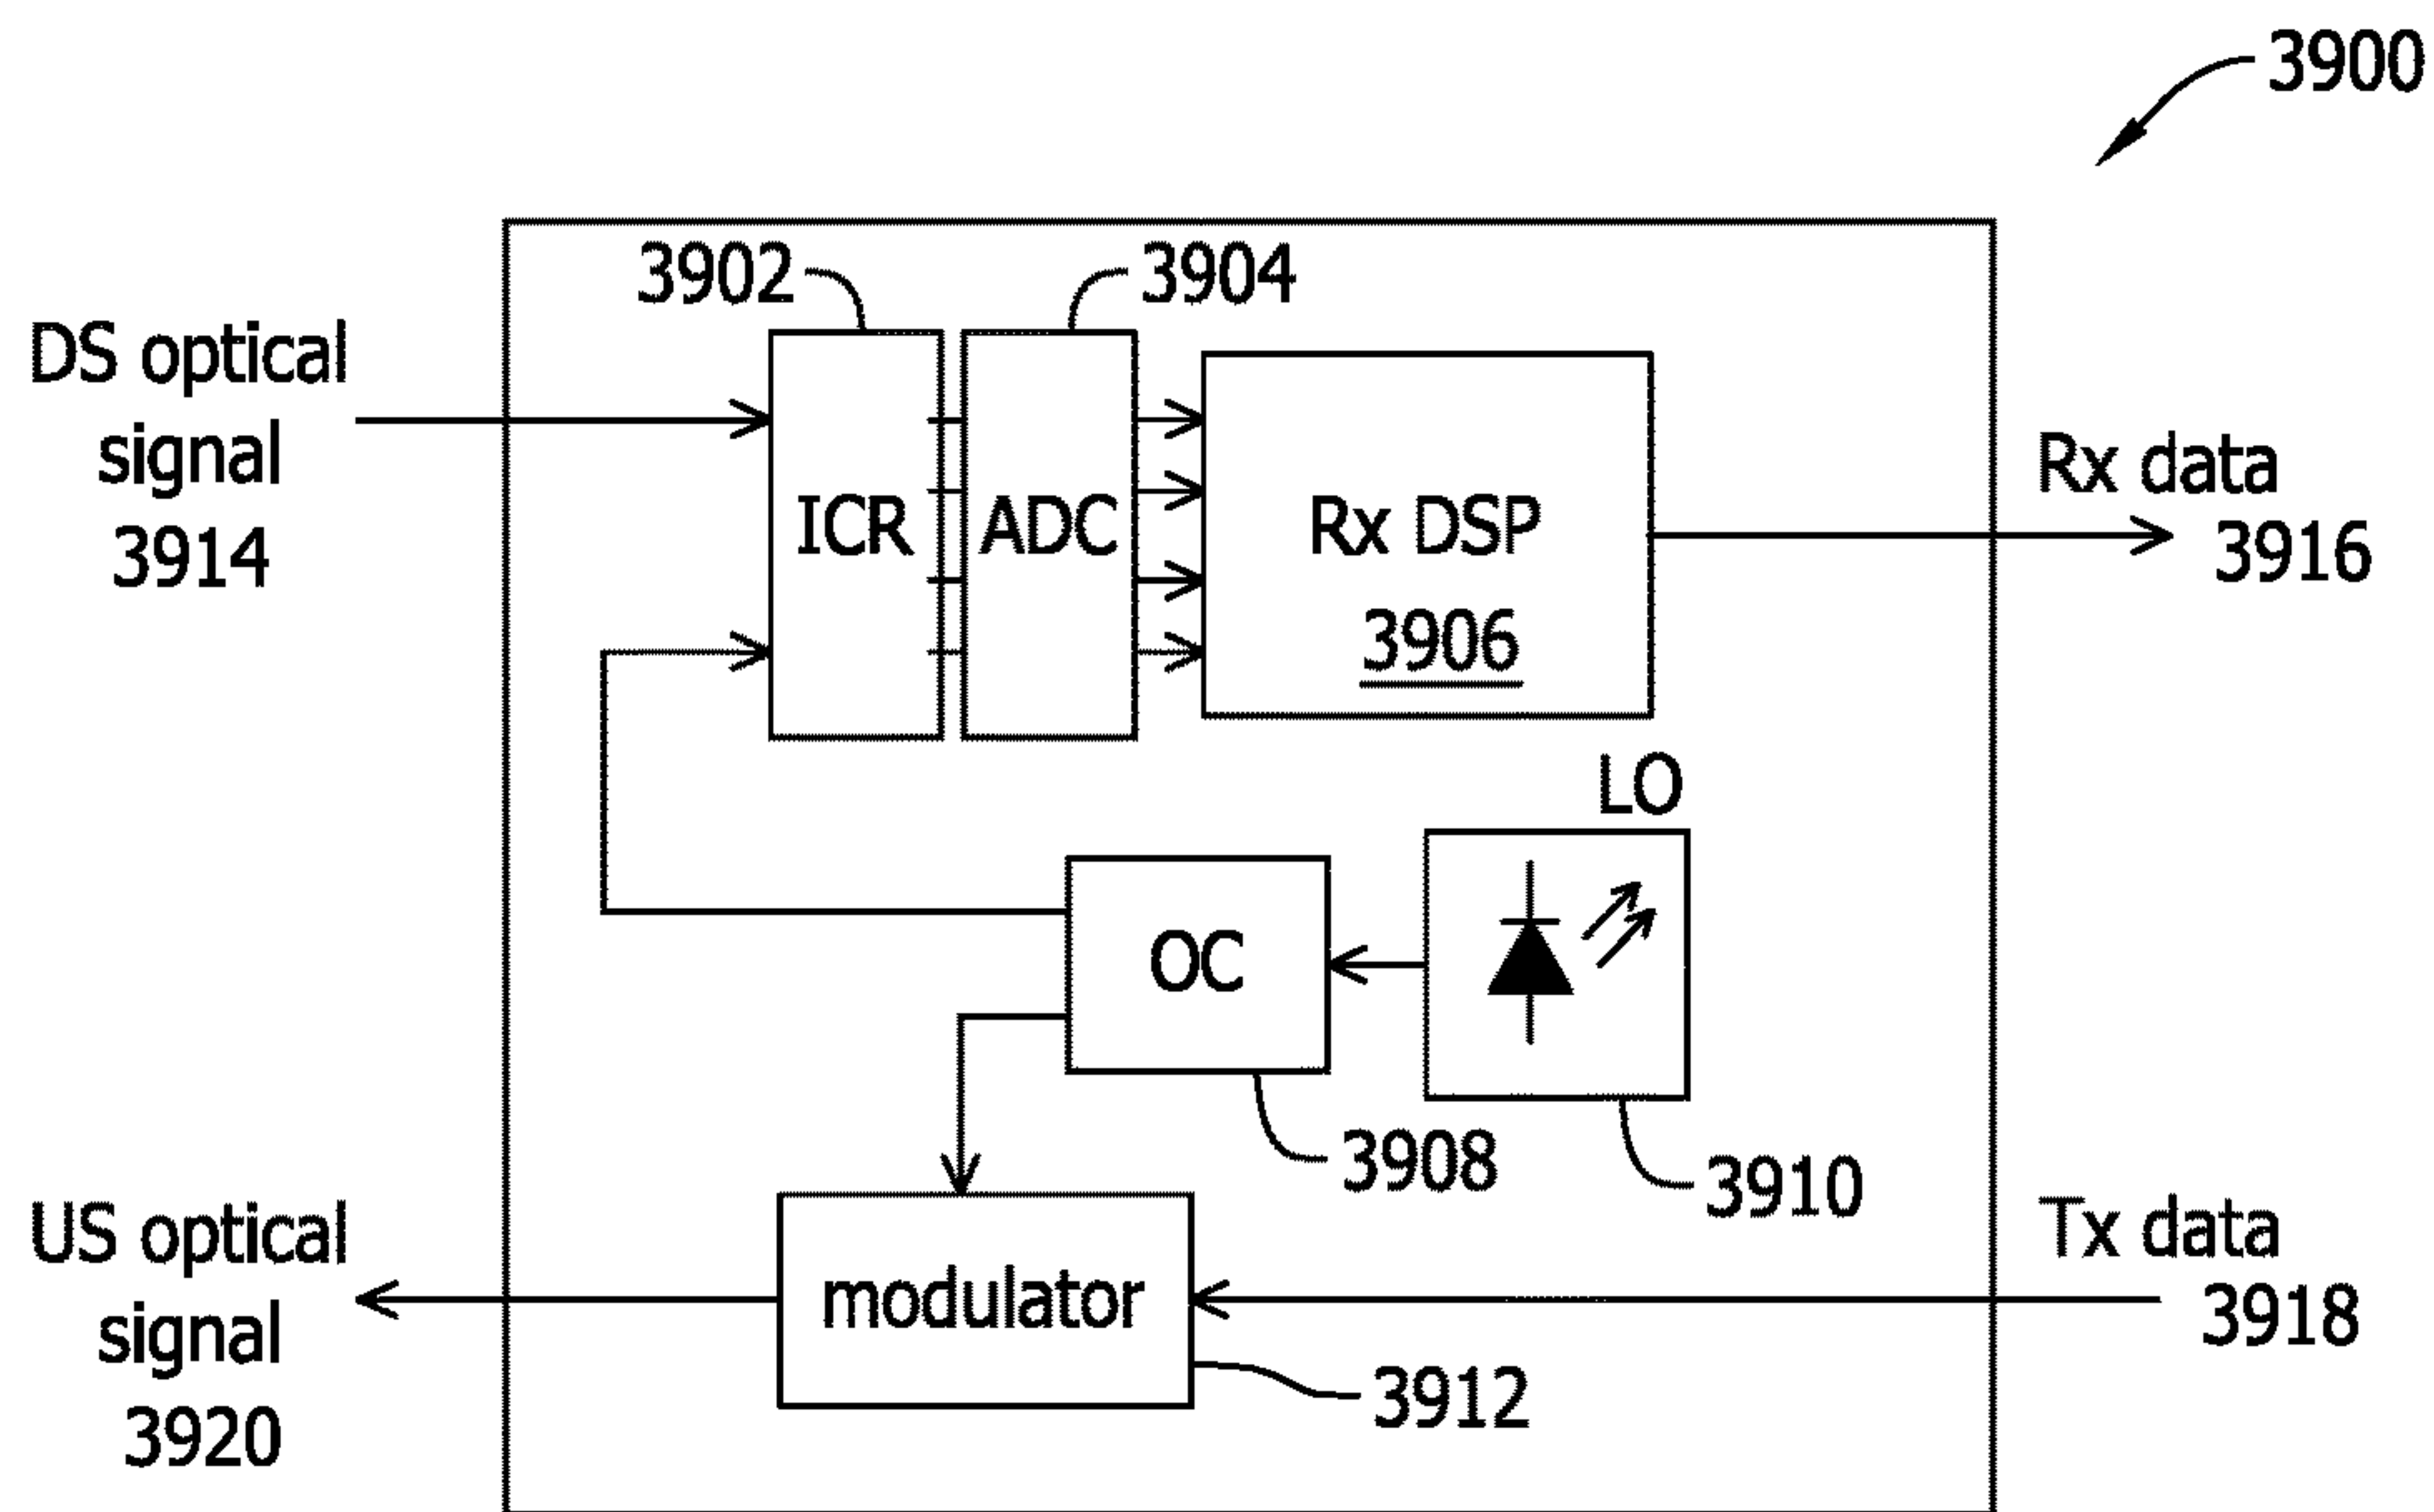 3900
3902
3904
DS optical
signal
3914
ICR
ADC
Rx DSP
3906
Rx data
3916
LO
OC
3908
3910
US optical
signal
3920
modulator
3912
Tx data
3918